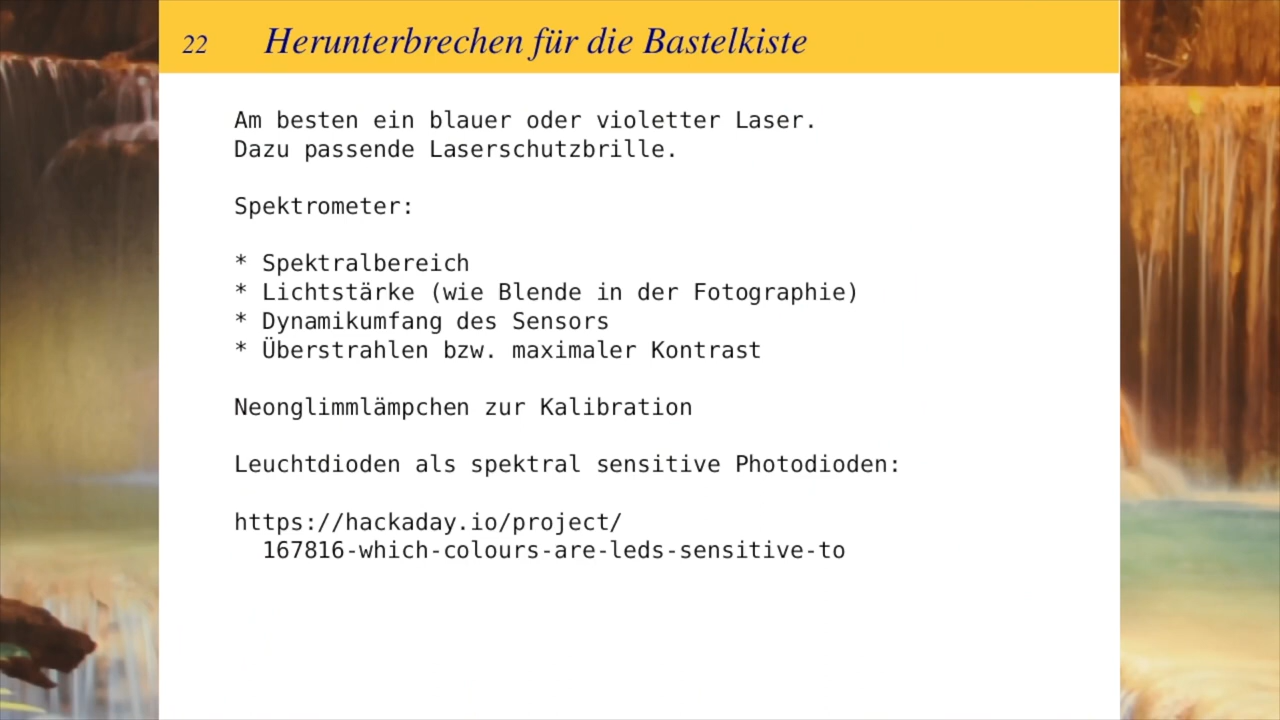 22 Herunterbrechen für die Bastelkiste
Am besten ein blauer oder violetter Laser.
Dazu passende Laserschutzbrille.
Spektrometer:
* Spektralbereich
* Lichtstärke (wie Blende in der Fotographie)
* Dynamikumfang des Sensors
* Überstrahlen bzw. maximaler Kontrast
Neonglimmlämpchen zur Kalibration
Leuchtdioden als spektral sensitive Photodioden:
https://hackaday.io/project/
167816-which-colours-are-leds-sensitive-to